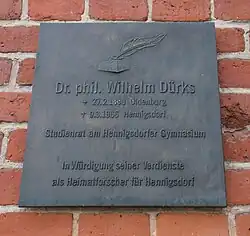 Dr. phil. Wilhelm Dürks
Oldenburg
Hennigsdorf
Studienrat am Hennigsdorfer Gymnasium
In Würdigung seiner Verdienste
als Heimatforscher für Hennigsdorf